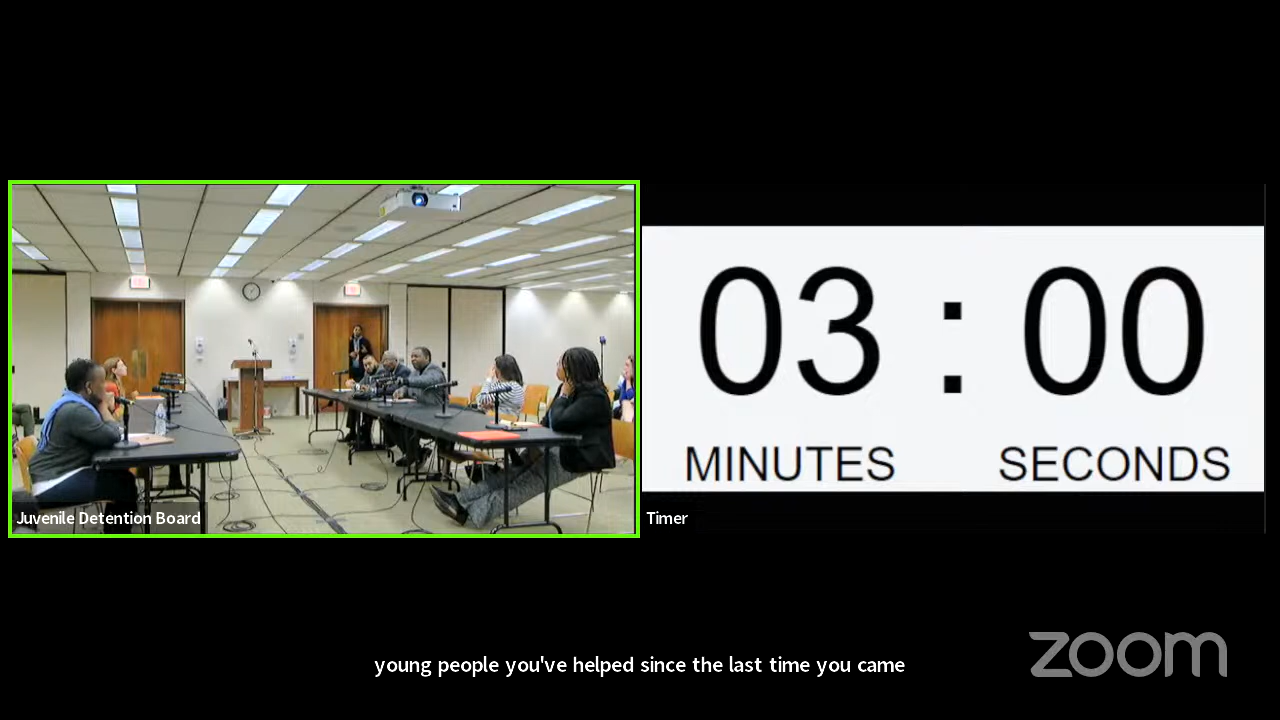 03 : 00
MINUTES SECONDS
Juvenile Detention Board
Timer
young people you've helped since the last time you came
zoom